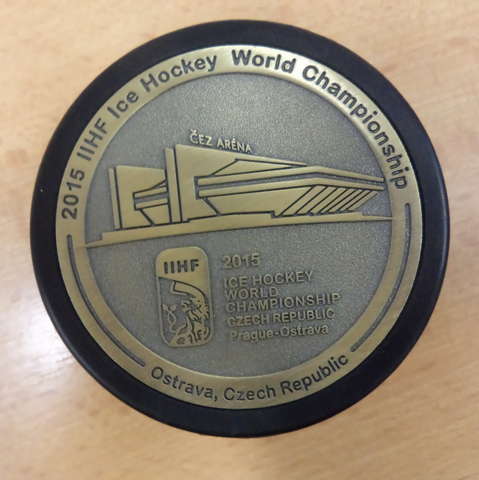 2015 IIHF Ice Hockey World Championship
ČEZ ARÉNA
IIHF
2015
ICE HOCKEY
WORLD
CHAMPIONSHIP
CZECH REPUBLIC
Prague-Ostrava
Ostrava, Czech Republic